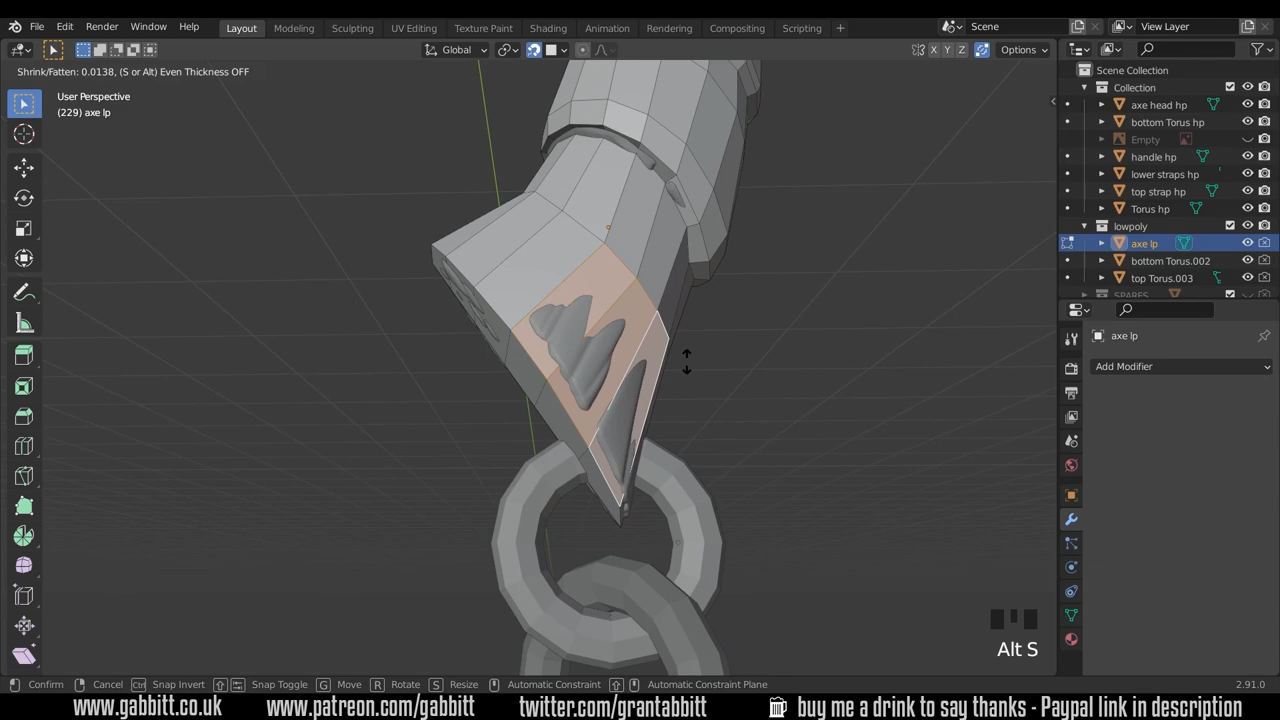 File Edit Render Window Help Layout Modeling Sculpting UV Editing Texture Paint Shading Animation Rendering Compositing Scripting + Scene View Layer
Global X Y Z Options
Shrink/Fatten: 0.0138, (S or Alt) Even Thickness OFF
User Perspective
(229) axe lp
Scene Collection
Collection
axe head hp
bottom Torus hp
Empty
handle hp
lower straps hp
top strap hp
Torus hp
lowpoly
axe lp
bottom Torus.002
top Torus.003
SPARES
axe lp
Add Modifier
Alt S
Confirm Cancel Ctrl Snap Invert Snap Toggle G Move R Rotate S Resize Automatic Constraint Automatic Constraint Plane 2.91.0
www.gabbitt.co.uk www.patreon.com/gabbitt twitter.com/grantabbitt buy me a drink to say thanks - Paypal link in description